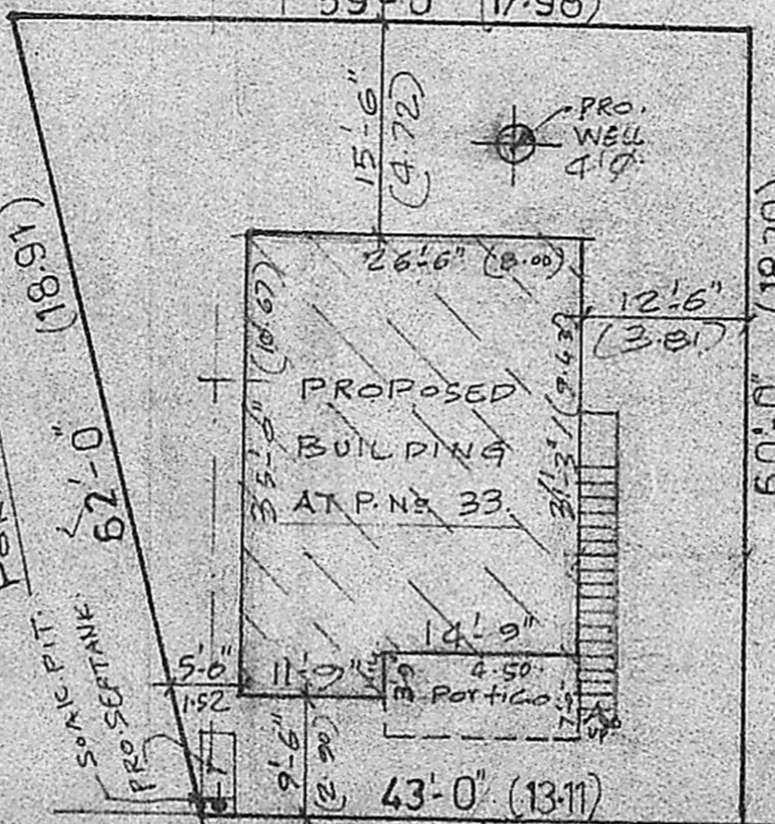 59'-0" (17.98)
15'-6"
(4.72)
PRO.
WELL
4'Ø.
(18.91)
62'-0"
26'-6" (8.00)
12'-6"
(3.81)
60'-0"
35'-0" (10.67)
31'-3" (9.43)
PROPOSED
BUILDING
AT P. No 33.
14'-9"
4.50
Portico
5'-0"
1.52
11'-9"
SOAK.PIT.
PRO.SEPTANK.
9'-6"
(2.90)
43'-0" (13.11)
UP